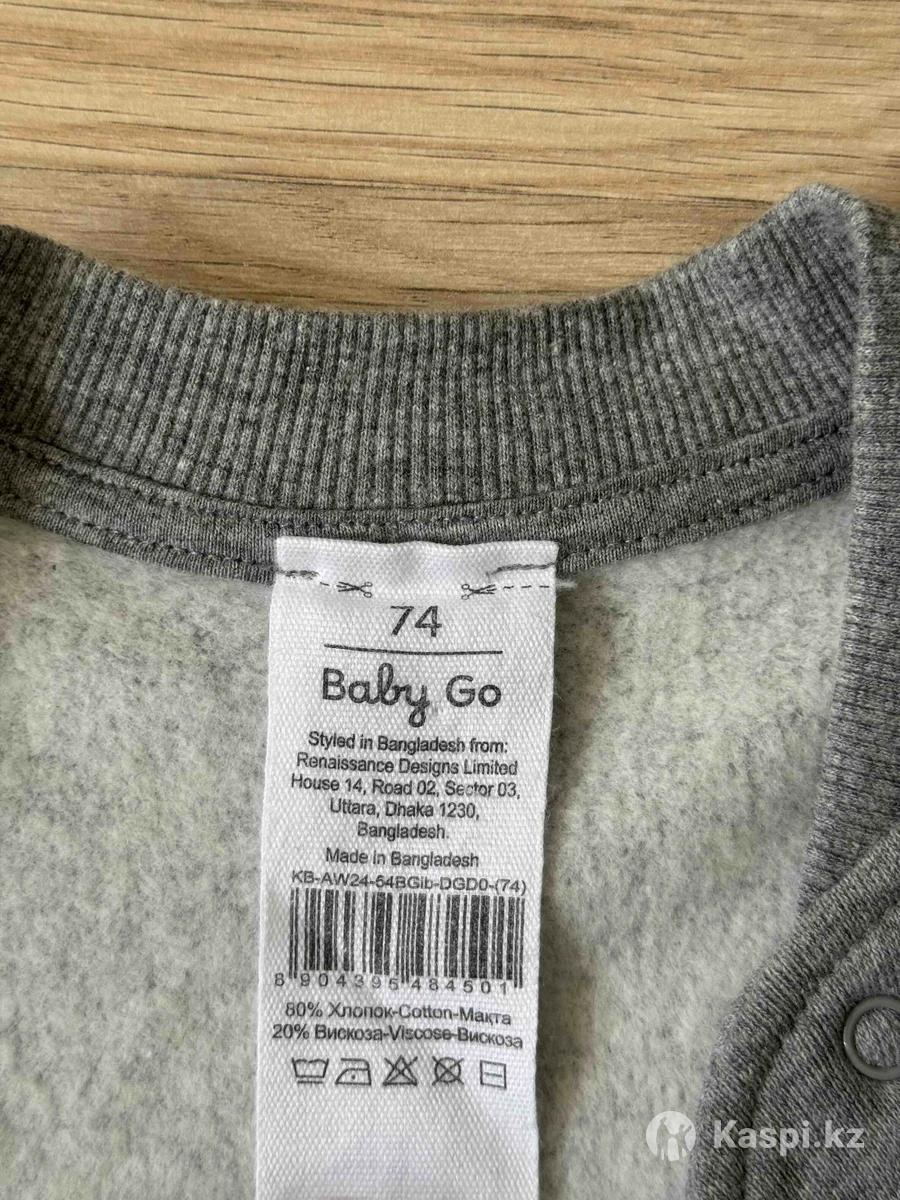 74
Baby Go
Styled in Bangladesh from:
Renaissance Designs Limited
House 14, Road 02, Sector 03,
Uttara, Dhaka 1230,
Bangladesh.
Made in Bangladesh
KB-AW24-54BGib-DGD0-(74)
8 904395 484501
80% Хлопок-Cotton-Мақта
20% Вискоза-Viscose-Вискоза
Kaspi.kz